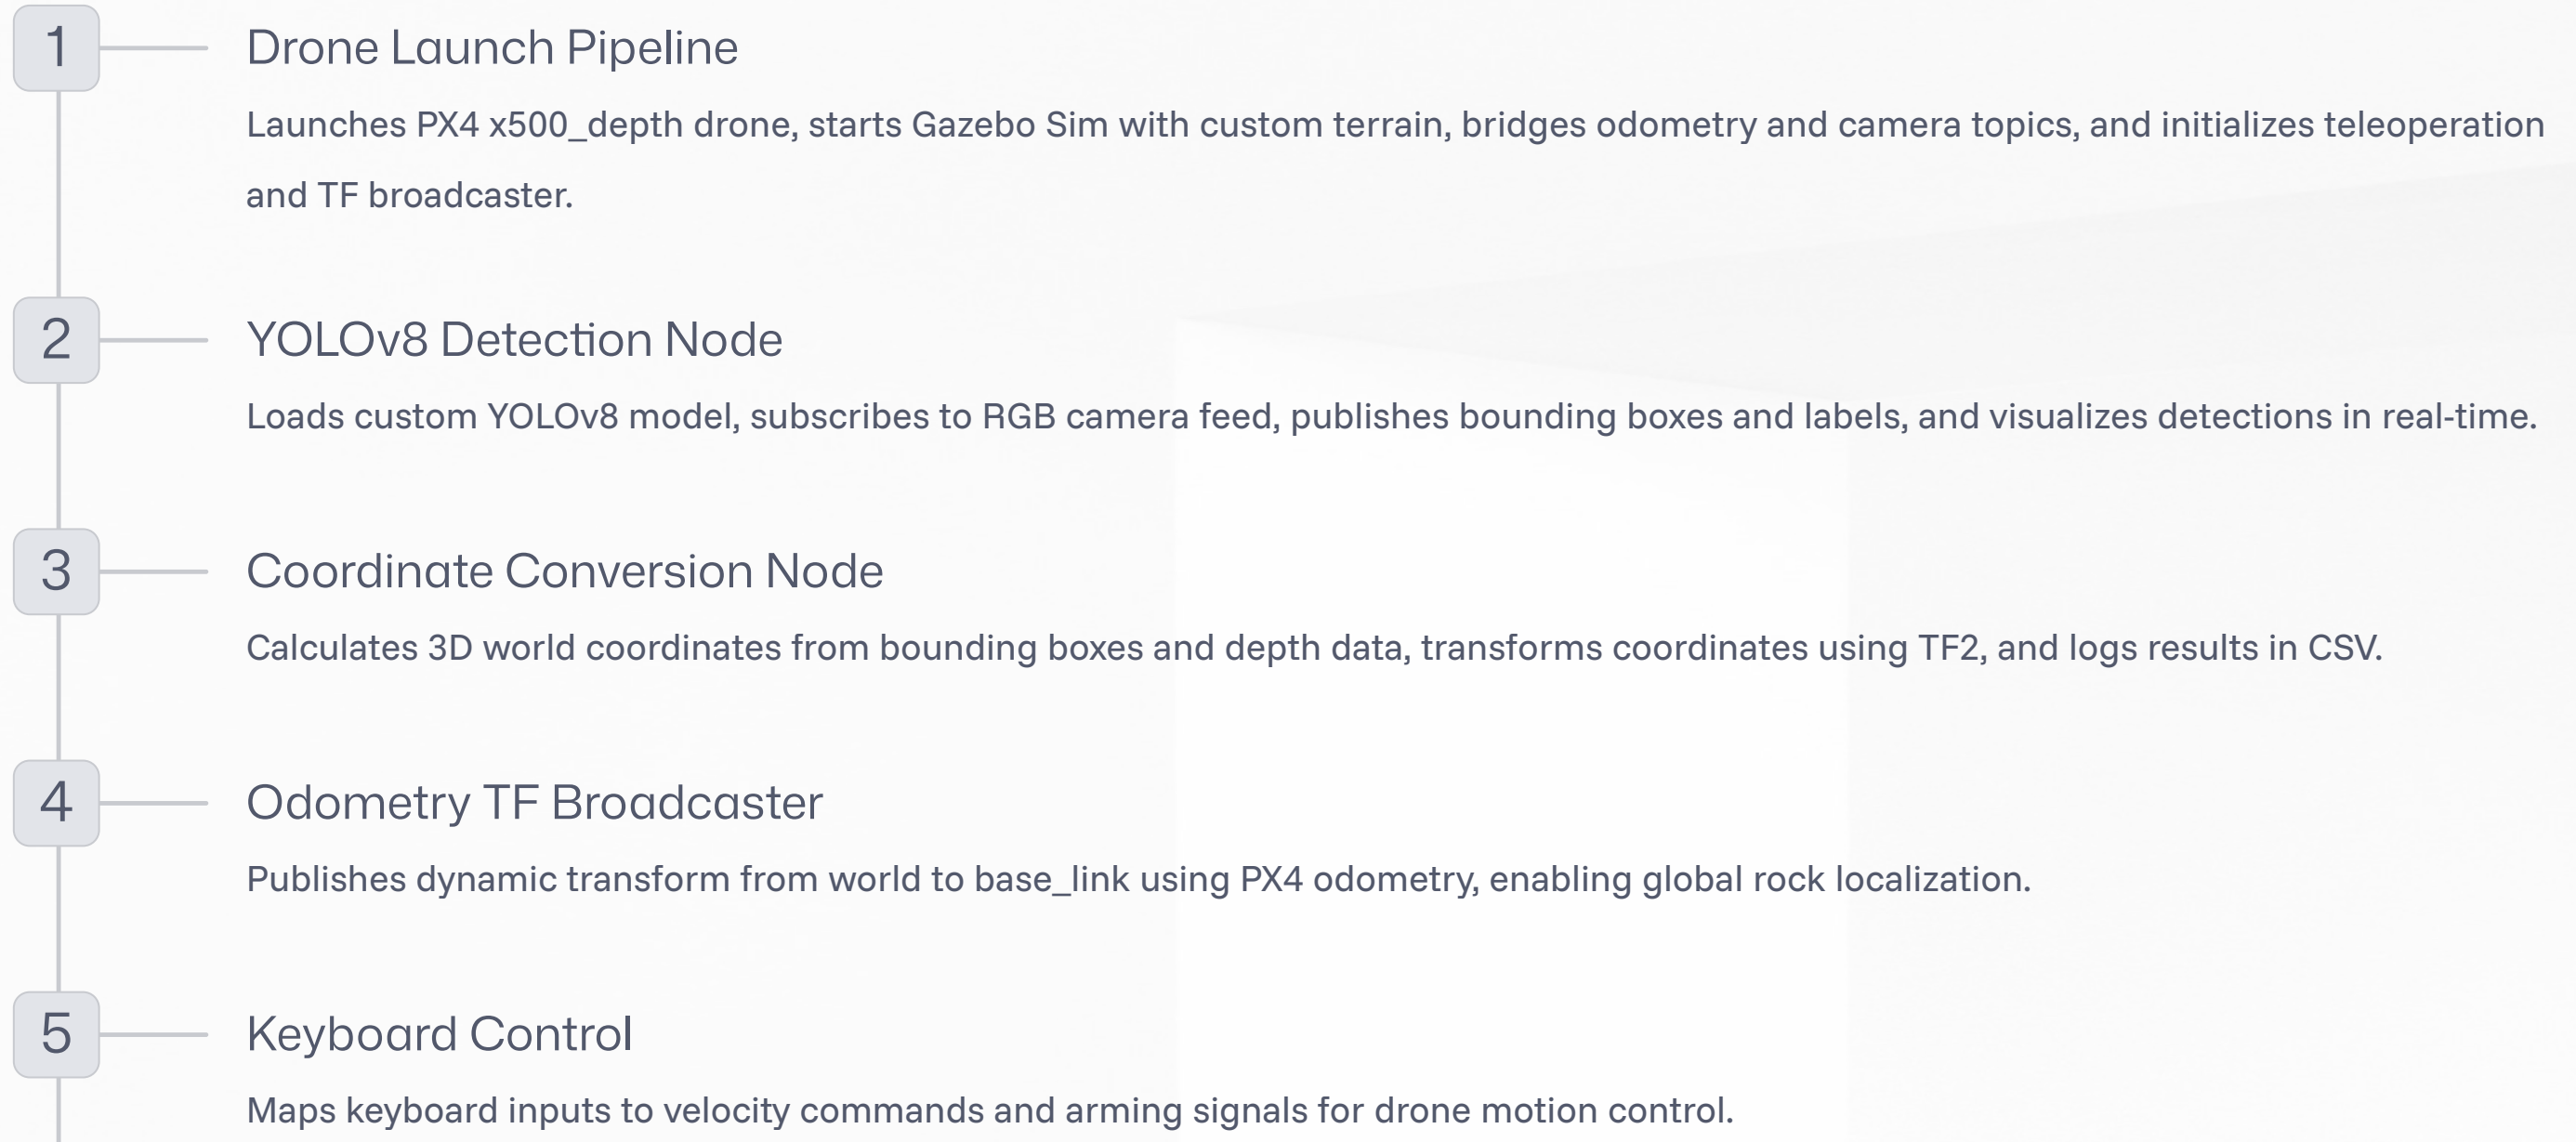 1
Drone Launch Pipeline
Launches PX4 x500_depth drone, starts Gazebo Sim with custom terrain, bridges odometry and camera topics, and initializes teleoperation
and TF broadcaster.
2
YOLOv8 Detection Node
Loads custom YOLOv8 model, subscribes to RGB camera feed, publishes bounding boxes and labels, and visualizes detections in real-time.
3
Coordinate Conversion Node
Calculates 3D world coordinates from bounding boxes and depth data, transforms coordinates using TF2, and logs results in CSV.
4
Odometry TF Broadcaster
Publishes dynamic transform from world to base_link using PX4 odometry, enabling global rock localization.
5
Keyboard Control
Maps keyboard inputs to velocity commands and arming signals for drone motion control.